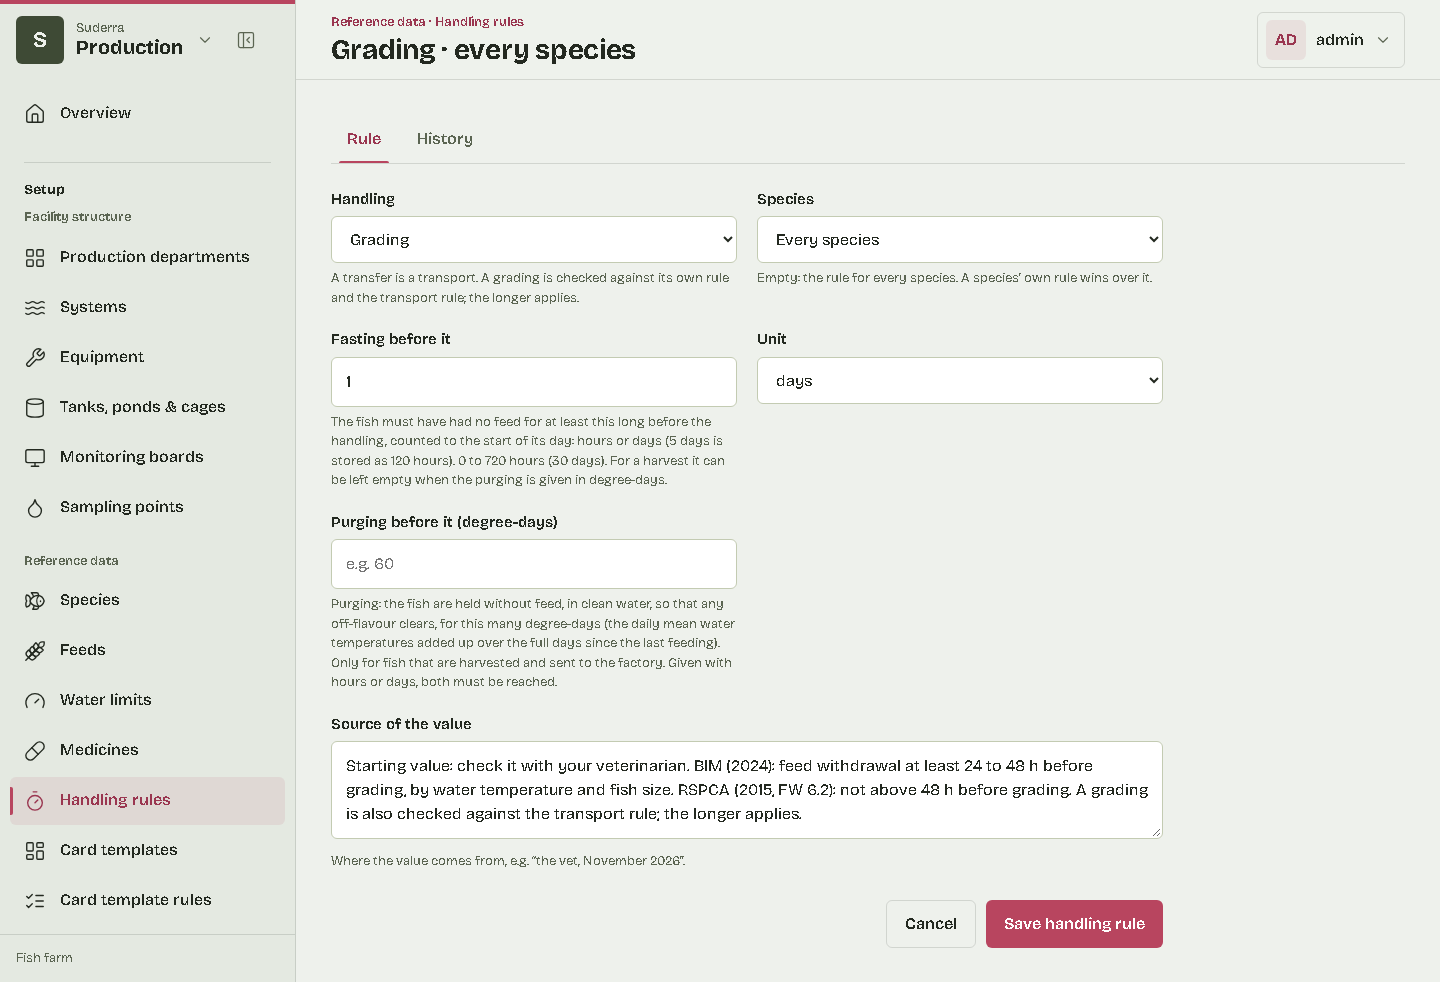 S
Suderra
Production
Overview
Setup
Facility structure
Production departments
Systems
Equipment
Tanks, ponds & cages
Monitoring boards
Sampling points
Reference data
Species
Feeds
Water limits
Medicines
Handling rules
Card templates
Card template rules
Fish farm
Reference data · Handling rules
Grading · every species
AD
admin
Rule
History
Handling
Species
Grading
Every species
A transfer is a transport. A grading is checked against its own rule
and the transport rule; the longer applies.
Empty: the rule for every species. A species’ own rule wins over it.
Fasting before it
Unit
1
days
The fish must have had no feed for at least this long before the
handling, counted to the start of its day: hours or days (5 days is
stored as 120 hours). 0 to 720 hours (30 days). For a harvest it can
be left empty when the purging is given in degree-days.
Purging before it (degree-days)
e.g. 60
Purging: the fish are held without feed, in clean water, so that any
off-flavour clears, for this many degree-days (the daily mean water
temperatures added up over the full days since the last feeding).
Only for fish that are harvested and sent to the factory. Given with
hours or days, both must be reached.
Source of the value
Starting value: check it with your veterinarian. BIM (2024): feed withdrawal at least 24 to 48 h before
grading, by water temperature and fish size. RSPCA (2015, FW 6.2): not above 48 h before grading. A grading
is also checked against the transport rule; the longer applies.
Where the value comes from, e.g. “the vet, November 2026”.
Cancel
Save handling rule